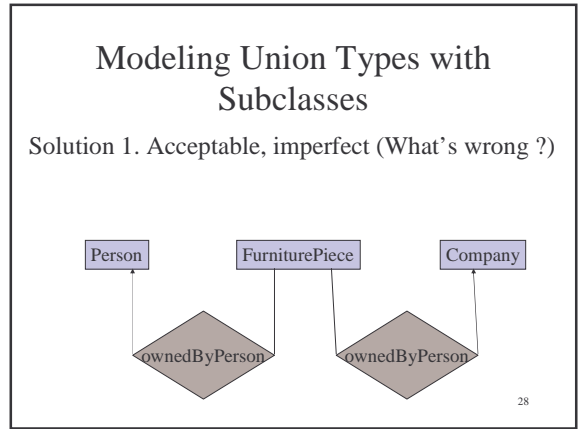 Modeling Union Types with
Subclasses
Solution 1. Acceptable, imperfect (What's wrong ?)
Person
FurniturePiece
Company
ownedByPerson
ownedByPerson
28